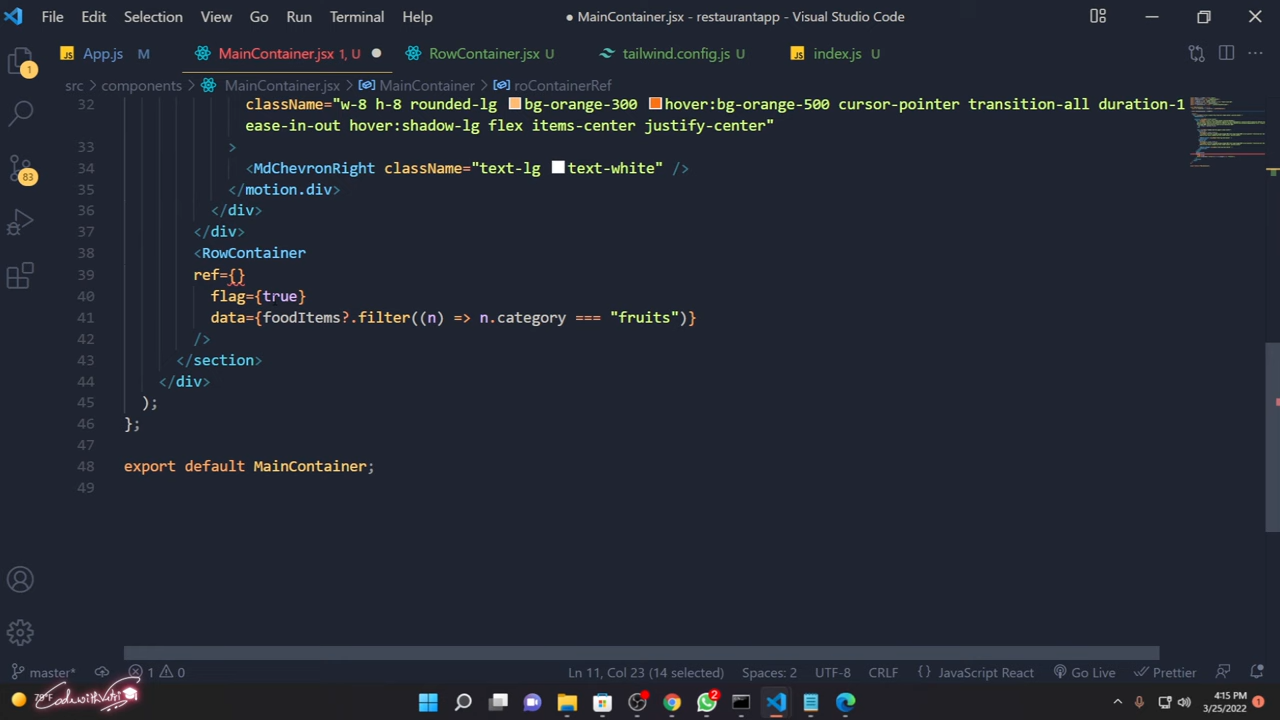 File Edit Selection View Go Run Terminal Help
● MainContainer.jsx - restaurantapp - Visual Studio Code
JS App.js M
MainContainer.jsx 1, U ●
RowContainer.jsx U
tailwind.config.js U
JS index.js U
src > components > MainContainer.jsx > MainContainer > roContainerRef
32 className="w-8 h-8 rounded-lg bg-orange-300 hover:bg-orange-500 cursor-pointer transition-all duration-1
ease-in-out hover:shadow-lg flex items-center justify-center"
33 >
34 <MdChevronRight className="text-lg text-white" />
35 </motion.div>
36 </div>
37 </div>
38 <RowContainer
39 ref={}
40 flag={true}
41 data={foodItems?.filter((n) => n.category === "fruits")}
42 />
43 </section>
44 </div>
45 );
46 };
47
48 export default MainContainer;
49
1
83
master* 1 0 Ln 11, Col 23 (14 selected) Spaces: 2 UTF-8 CRLF {} JavaScript React Go Live Prettier
2
4:15 PM
3/25/2022